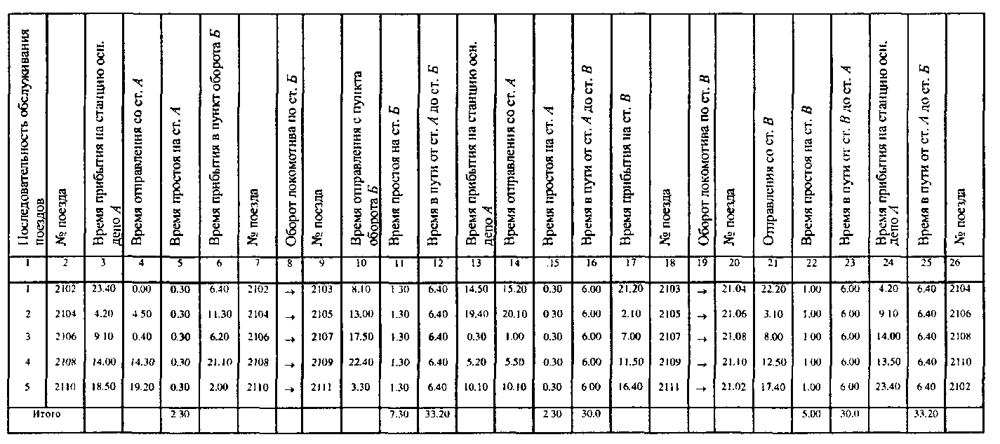 Последовательность обслуживания поездов
№ поезда
Время прибытия на станцию осн. депо А
Время отправления со ст. А
Время простоя на ст. А
Время прибытия в пункт оборота Б
№ поезда
Оборот локомотива по ст. Б
№ поезда
Время отправления с пункта оборота Б
Время простоя на ст. Б
Время в пути от ст. А до ст. Б
Время прибытия на станцию осн. депо А
Время отправления со ст. А
Время простоя на ст. А
Время в пути от ст. А до ст. В
Время прибытия на ст. В
№ поезда
Оборот локомотива по ст. В
№ поезда
Отправления со ст. В
Время простоя на ст. В
Время в пути от ст. В до ст. А
Время прибытия на станцию осн. депо А
Время в пути от ст. А до ст. Б
№ поезда
1 2 3 4 5 6 7 8 9 10 11 12 13 14 .15 16 17 18 19 20 21 22 23 24 25 26
1 2102 23.40 0.00 0.30 6.40 2102 → 2103 8.10 1.30 6.40 14.50 15.20 0.30 6.00 21.20 2103 → 21.04 22.20 1.00 6.00 4.20 6.40 2104
2 2104 4.20 4 50 0.30 11.30 2104 → 2105 13.00 1.30 6.40 19.40 20.10 0 30 6.00 2.10 2105 → 21.06 3.10 1.00 6 00 9 10 6.40 2106
3 2106 9 10 0.40 0.30 6.20 2106 → 2107 17.50 1.30 6.40 0.30 1.00 0.30 6.00 7.00 2107 → 21.08 8.00 1 00 6.00 14.00 6.40 2108
4 2108 14.00 14.30 0.30 21.10 2108 → 2109 22.40 1.30 6.40 5.20 5.50 0.30 6.00 11.50 2109 → 21.10 12.50 1 00 6.00 13.50 6.40 2110
5 2110 18.50 19.20 0.30 2.00 2110 → 2111 3.30 1.30 6.40 10.10 10.10 0.30 6 00 16.40 2111 → 21.02 17.40 1.00 6 00 23.40 6 40 2102
Итого 2 30 7.30 33.20 2 30 30.0 5.00 30.0 33.20